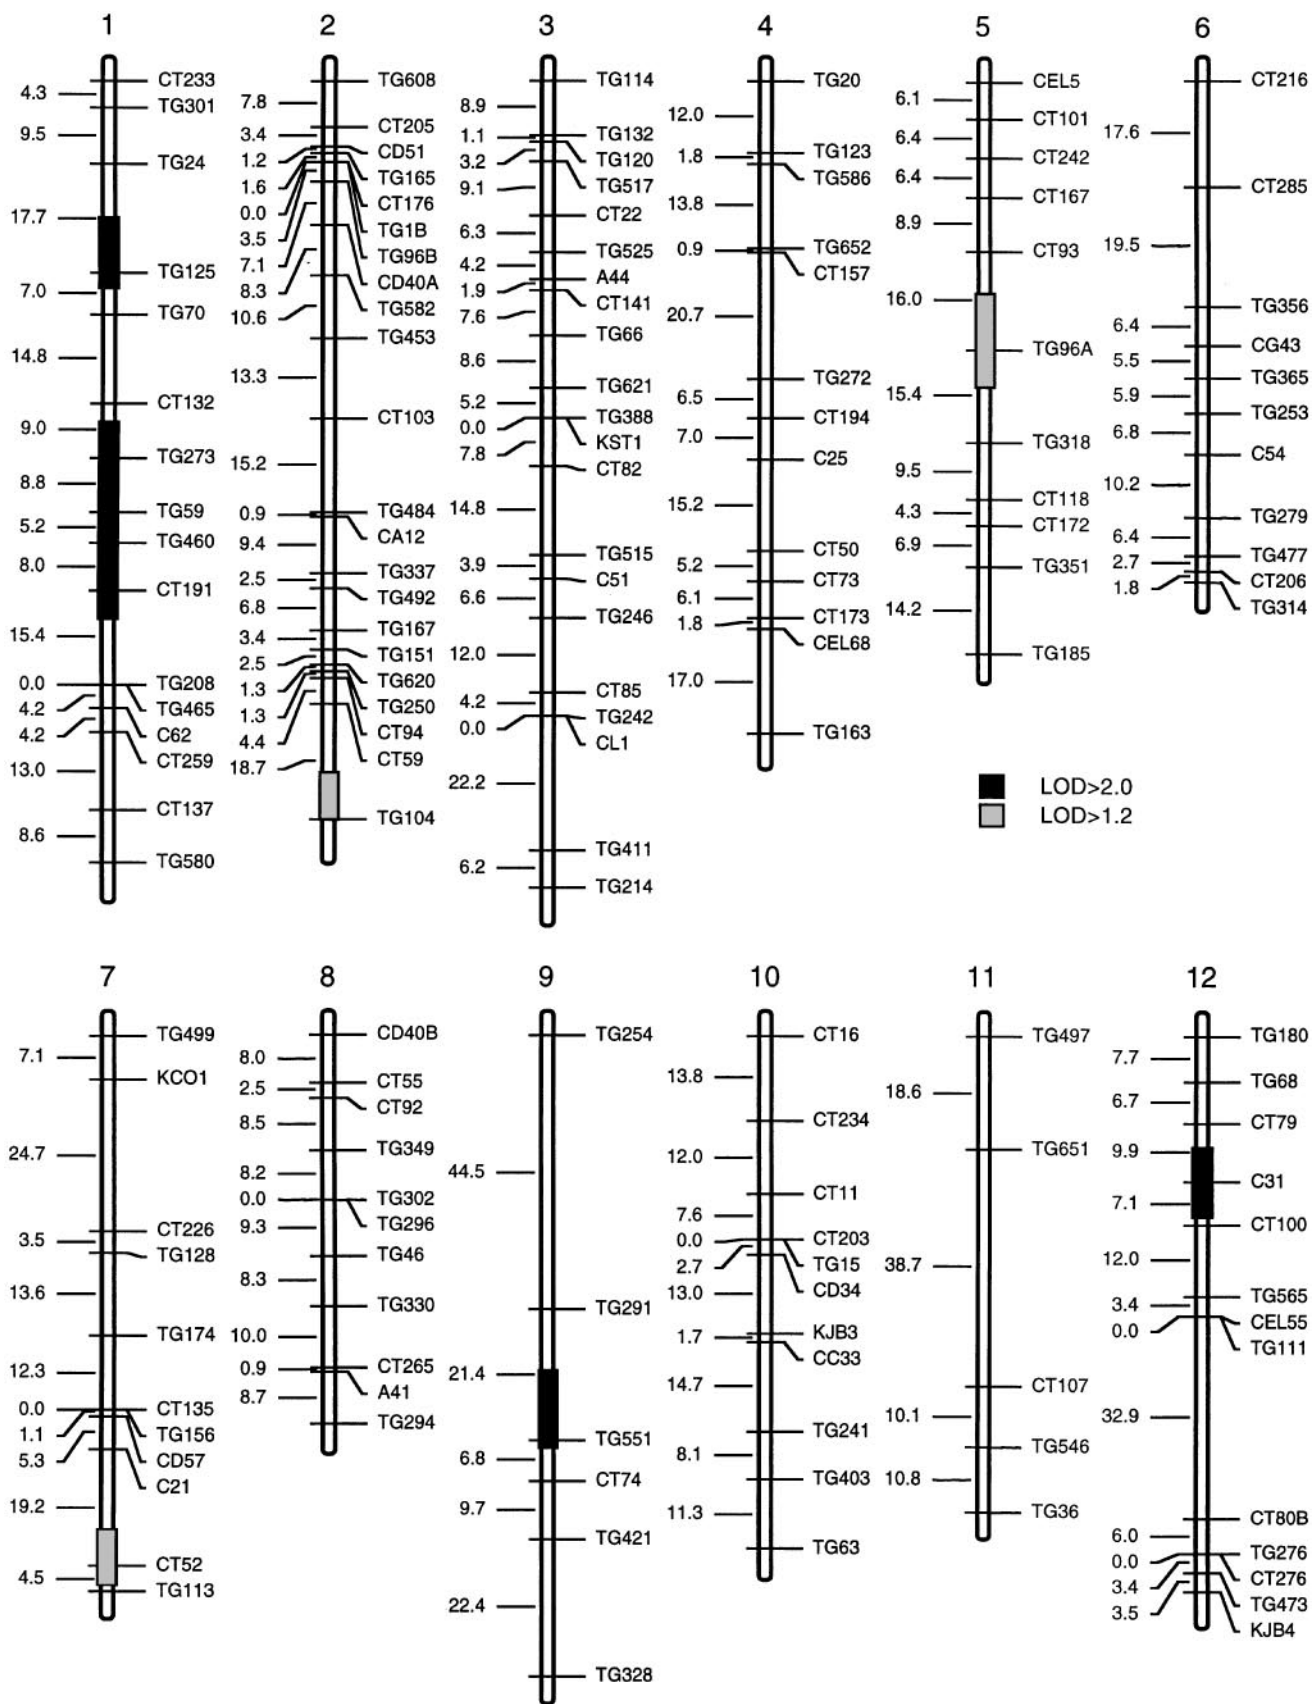 1 2 3 4 5 6
4.3
9.5
17.7
7.0
14.8
9.0
8.8
5.2
8.0
15.4
0.0
4.2
4.2
13.0
8.6
CT233
TG301
TG24
TG125
TG70
CT132
TG273
TG59
TG460
CT191
TG208
TG465
C62
CT259
CT137
TG580
7.8
3.4
1.2
1.6
0.0
3.5
7.1
8.3
10.6
13.3
15.2
0.9
9.4
2.5
6.8
3.4
2.5
1.3
1.3
4.4
18.7
TG608
CT205
CD51
TG165
CT176
TG1B
TG96B
CD40A
TG582
TG453
CT103
TG484
CA12
TG337
TG492
TG167
TG151
TG620
TG250
CT94
CT59
TG104
8.9
1.1
3.2
9.1
6.3
4.2
1.9
7.6
8.6
5.2
0.0
7.8
14.8
3.9
6.6
12.0
4.2
0.0
22.2
6.2
TG114
TG132
TG120
TG517
CT22
TG525
A44
CT141
TG66
TG621
TG388
KST1
CT82
TG515
C51
TG246
CT85
TG242
CL1
TG411
TG214
12.0
1.8
13.8
0.9
20.7
6.5
7.0
15.2
5.2
6.1
1.8
17.0
TG20
TG123
TG586
TG652
CT157
TG272
CT194
C25
CT50
CT73
CT173
CEL68
TG163
6.1
6.4
6.4
8.9
16.0
15.4
9.5
4.3
6.9
14.2
CEL5
CT101
CT242
CT167
CT93
TG96A
TG318
CT118
CT172
TG351
TG185
17.6
19.5
6.4
5.5
5.9
6.8
10.2
6.4
2.7
1.8
CT216
CT285
TG356
CG43
TG365
TG253
C54
TG279
TG477
CT206
TG314
LOD>2.0
LOD>1.2
7 8 9 10 11 12
7.1
24.7
3.5
13.6
12.3
0.0
1.1
5.3
19.2
4.5
TG499
KCO1
CT226
TG128
TG174
CT135
TG156
CD57
C21
CT52
TG113
8.0
2.5
8.5
8.2
0.0
9.3
8.3
10.0
0.9
8.7
CD40B
CT55
CT92
TG349
TG302
TG296
TG46
TG330
CT265
A41
TG294
44.5
21.4
6.8
9.7
22.4
TG254
TG291
TG551
CT74
TG421
TG328
13.8
12.0
7.6
0.0
2.7
13.0
1.7
14.7
8.1
11.3
CT16
CT234
CT11
CT203
TG15
CD34
KJB3
CC33
TG241
TG403
TG63
18.6
38.7
10.1
10.8
TG497
TG651
CT107
TG546
TG36
7.7
6.7
9.9
7.1
12.0
3.4
0.0
32.9
6.0
0.0
3.4
3.5
TG180
TG68
CT79
C31
CT100
TG565
CEL55
TG111
CT80B
TG276
CT276
TG473
KJB4